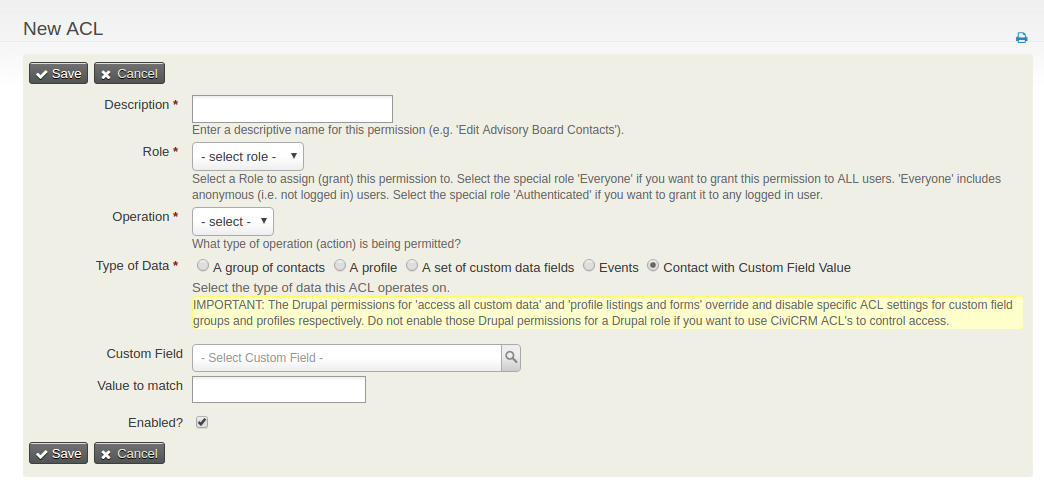 New ACL
Save Cancel
Description *
Enter a descriptive name for this permission (e.g. 'Edit Advisory Board Contacts').
Role * - select role -
Select a Role to assign (grant) this permission to. Select the special role 'Everyone' if you want to grant this permission to ALL users. 'Everyone' includes
anonymous (i.e. not logged in) users. Select the special role 'Authenticated' if you want to grant it to any logged in user.
Operation * - select -
What type of operation (action) is being permitted?
Type of Data * A group of contacts A profile A set of custom data fields Events Contact with Custom Field Value
Select the type of data this ACL operates on.
IMPORTANT: The Drupal permissions for 'access all custom data' and 'profile listings and forms' override and disable specific ACL settings for custom field
groups and profiles respectively. Do not enable those Drupal permissions for a Drupal role if you want to use CiviCRM ACL's to control access.
Custom Field - Select Custom Field -
Value to match
Enabled?
Save Cancel